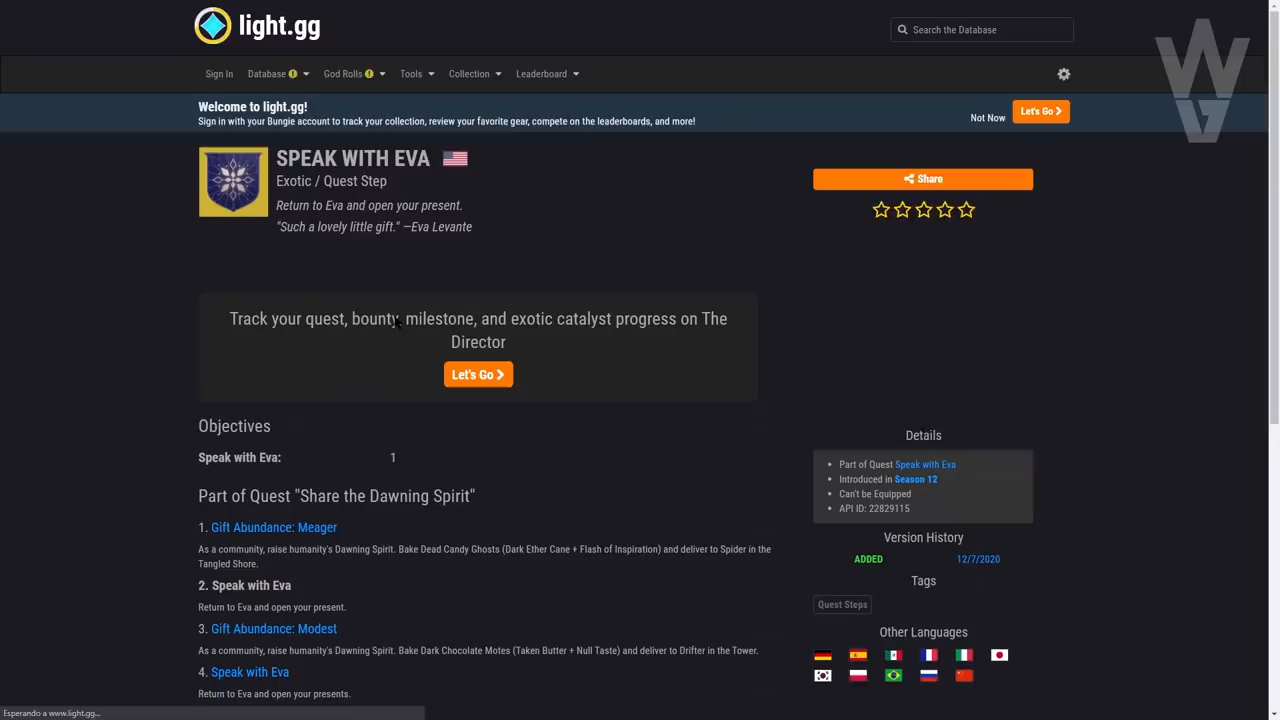 light.gg
Search the Database
Sign In Database God Rolls Tools Collection Leaderboard
Welcome to light.gg!
Sign in with your Bungie account to track your collection, review your favorite gear, compete on the leaderboards, and more!
Not Now
Let's Go
SPEAK WITH EVA
Exotic / Quest Step
Return to Eva and open your present.
"Such a lovely little gift." —Eva Levante
Share
Track your quest, bounty, milestone, and exotic catalyst progress on The
Director
Let's Go
Objectives
Speak with Eva: 1
Part of Quest "Share the Dawning Spirit"
1. Gift Abundance: Meager
As a community, raise humanity's Dawning Spirit. Bake Dead Candy Ghosts (Dark Ether Cane + Flash of Inspiration) and deliver to Spider in the
Tangled Shore.
2. Speak with Eva
Return to Eva and open your present.
3. Gift Abundance: Modest
As a community, raise humanity's Dawning Spirit. Bake Dark Chocolate Motes (Taken Butter + Null Taste) and deliver to Drifter in the Tower.
4. Speak with Eva
Return to Eva and open your presents.
Details
Part of Quest Speak with Eva
Introduced in Season 12
Can't be Equipped
API ID: 22829115
Version History
ADDED 12/7/2020
Tags
Quest Steps
Other Languages
Esperando a www.light.gg...
WG